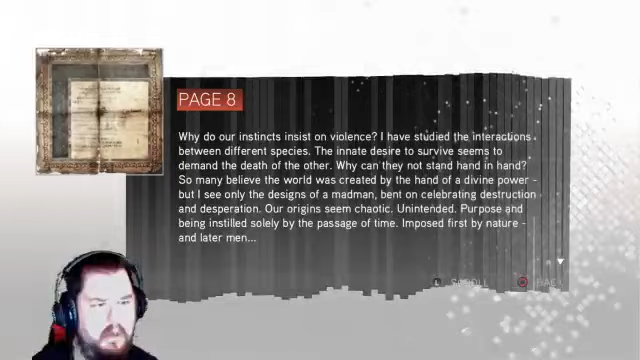 PAGE 8
Why do our instincts insist on violence? I have studied the interactions
between different species. The innate desire to survive seems to
demand the death of the other. Why can they not stand hand in hand?
So many believe the world was created by the hand of a divine power -
but I see only the designs of a madman, bent on celebrating destruction
and desperation. Our origins seem chaotic. Unintended. Purpose and
being instilled solely by the passage of time. Imposed first by nature -
and later men...
SCROLL BACK